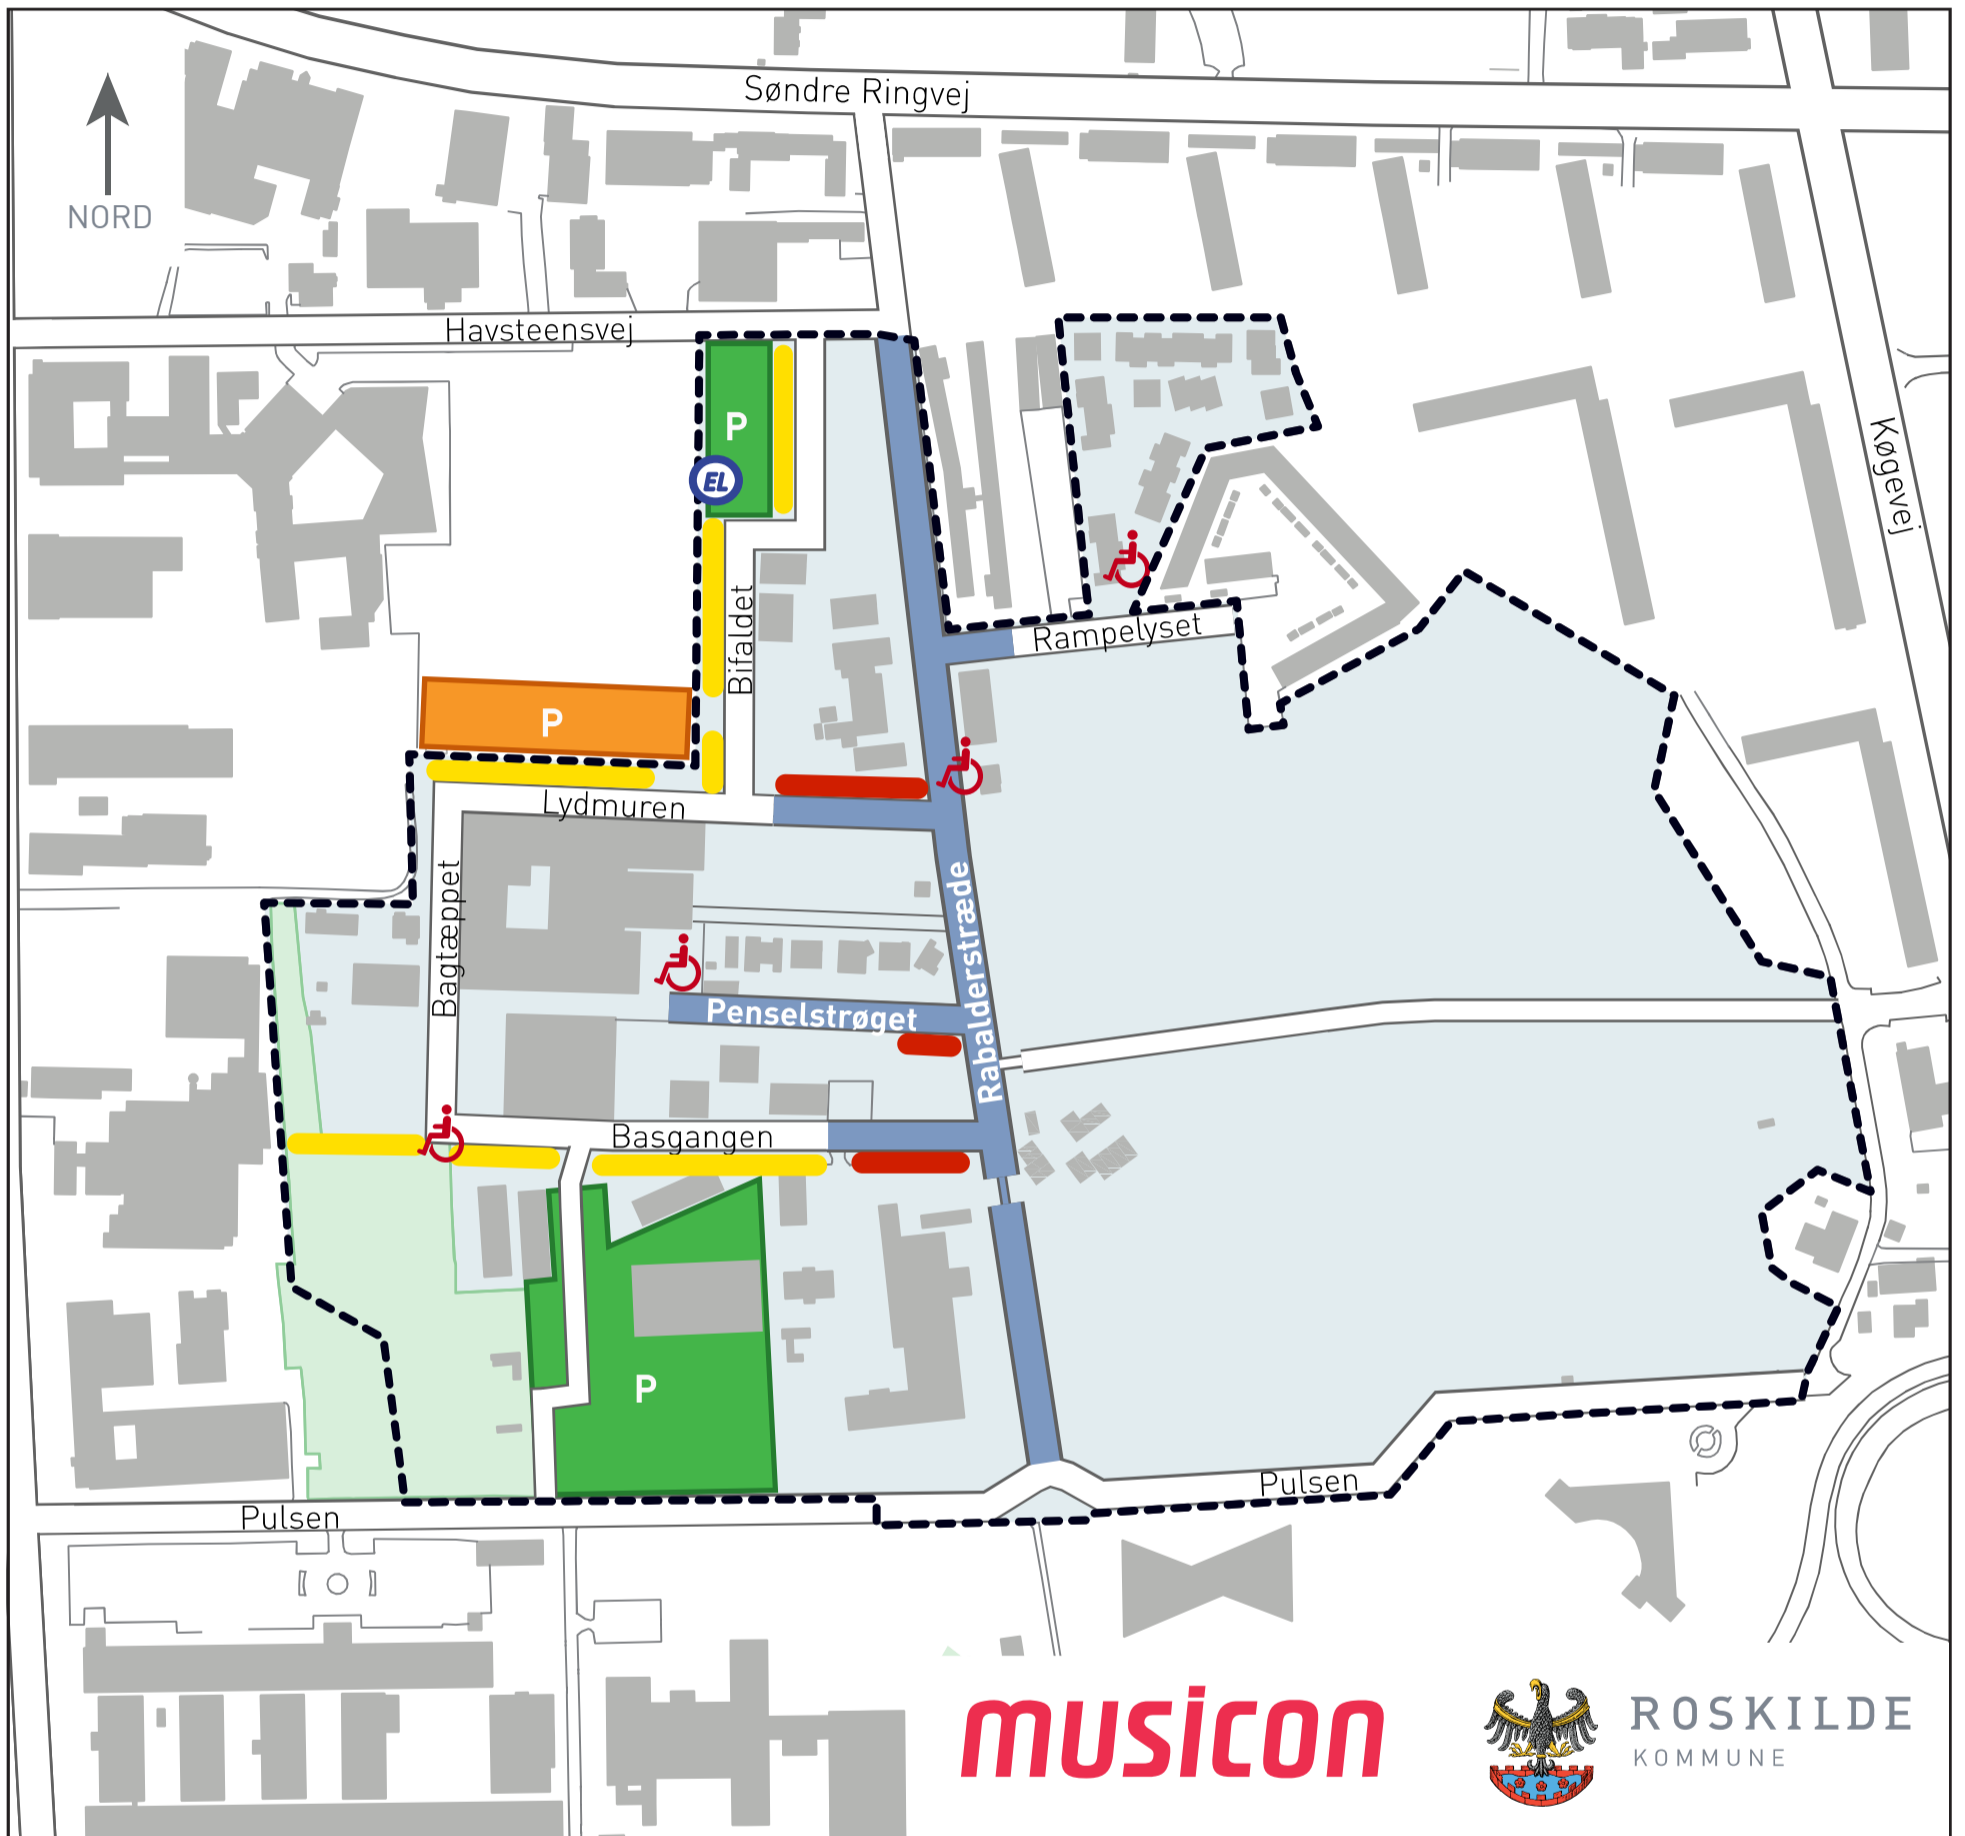 Søndre Ringvej
NORD
Havsteensvej
P
EL
Køgevej
Bifaldet
Rampelyset
P
Lydmuren
Bagtæppet
Rabalderstræde
Penselstrøget
Basgangen
P
Pulsen
Pulsen
musicon
ROSKILDE
KOMMUNE